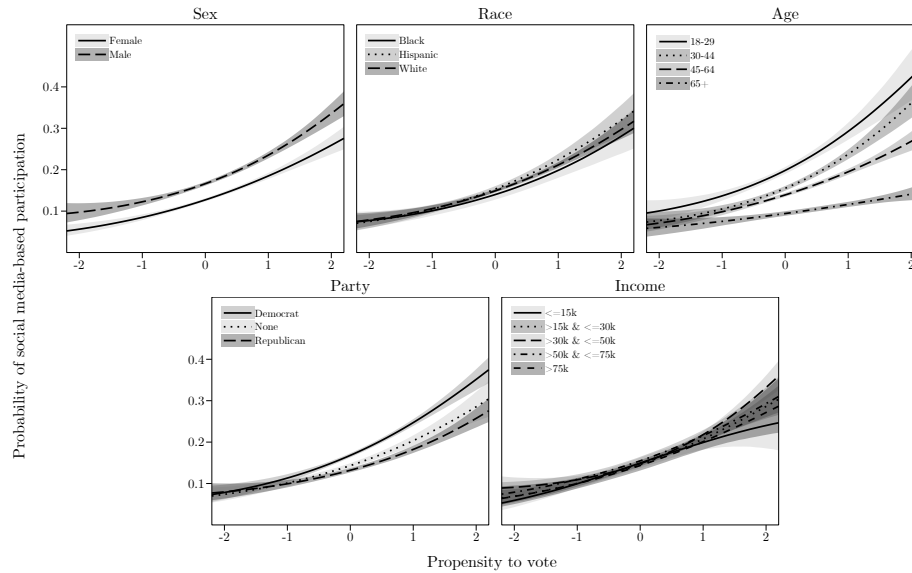 Sex
Race
Age
Female
Male
Black
Hispanic
White
18-29
30-44
45-64
65+
0.4
0.3
0.2
0.1
-2 -1 0 1 2
-2 -1 0 1 2
-2 -1 0 1 2
Probability of social media-based participation
Party
Income
Democrat
None
Republican
<=15k
>15k & <=30k
>30k & <=50k
>50k & <=75k
>75k
0.4
0.3
0.2
0.1
-2 -1 0 1 2
-2 -1 0 1 2
Propensity to vote